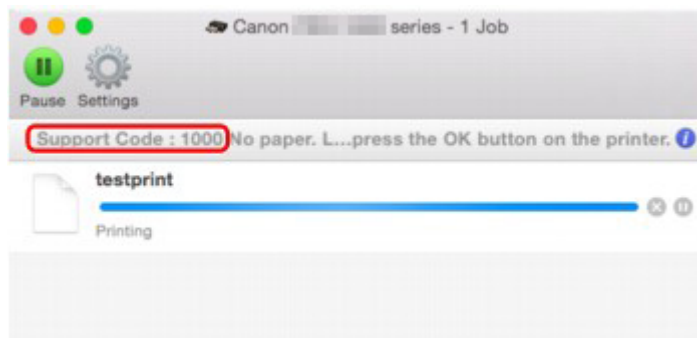 Canon series - 1 Job
Pause Settings
Support Code : 1000 No paper. L...press the OK button on the printer.
testprint
Printing